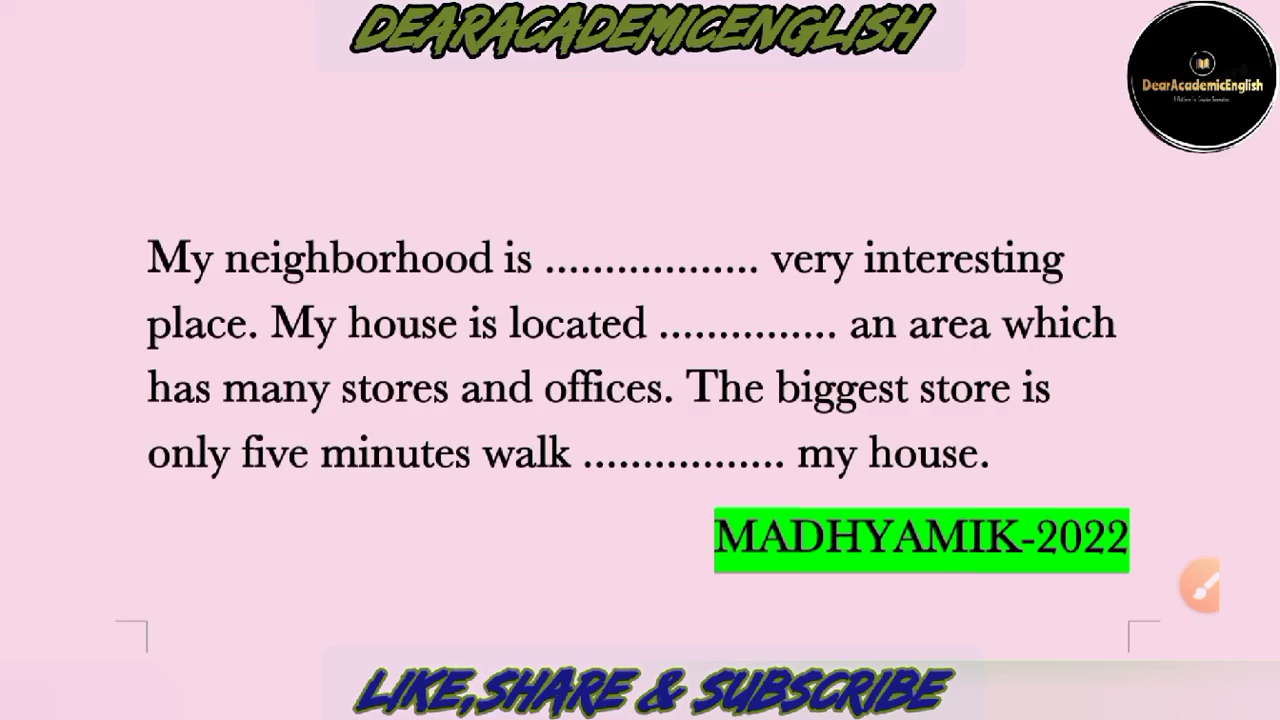 DEARACADEMICENGLISH
DearAcademicEnglish
My neighborhood is .................. very interesting
place. My house is located ............... an area which
has many stores and offices. The biggest store is
only five minutes walk ................. my house.
MADHYAMIK-2022
LIKE,SHARE & SUBSCRIBE